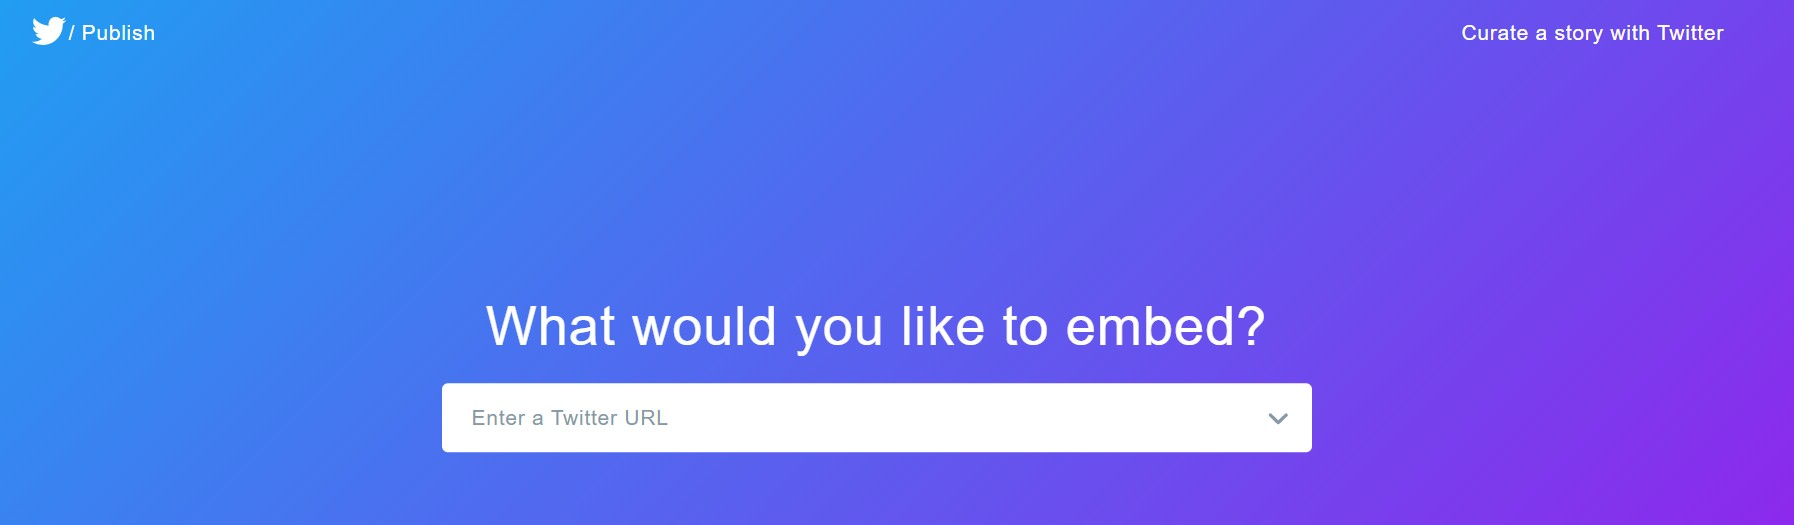 / Publish
Curate a story with Twitter
What would you like to embed?
Enter a Twitter URL